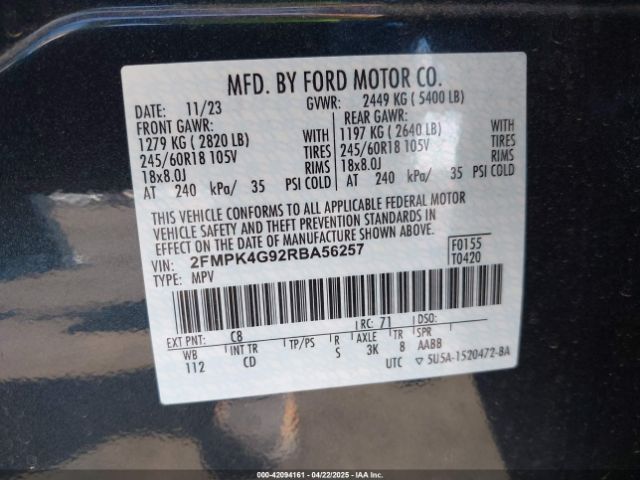 MFD. BY FORD MOTOR CO.
DATE: 11/23 GVWR: 2449 KG ( 5400 LB)
FRONT GAWR: REAR GAWR:
1279 KG ( 2820 LB) WITH 1197 KG ( 2640 LB) WITH
245/60R18 105V TIRES 245/60R18 105V TIRES
18x8.0J RIMS 18x8.0J RIMS
AT 240 kPa/ 35 PSI COLD AT 240 kPa/ 35 PSI COLD
THIS VEHICLE CONFORMS TO ALL APPLICABLE FEDERAL MOTOR
VEHICLE SAFETY AND THEFT PREVENTION STANDARDS IN
EFFECT ON THE DATE OF MANUFACTURE SHOWN ABOVE.
VIN: 2FMPK4G92RBA56257 F0155
TYPE: MPV T0420
EXT PNT: C8 RC: 71 DSO:
WB INT TR TP/PS R AXLE TR SPR
112 CD S 3K 8 AABB
UTC ▽ 5U5A-1520472-BA
000-42094161 - 04/22/2025 - IAAI.CA